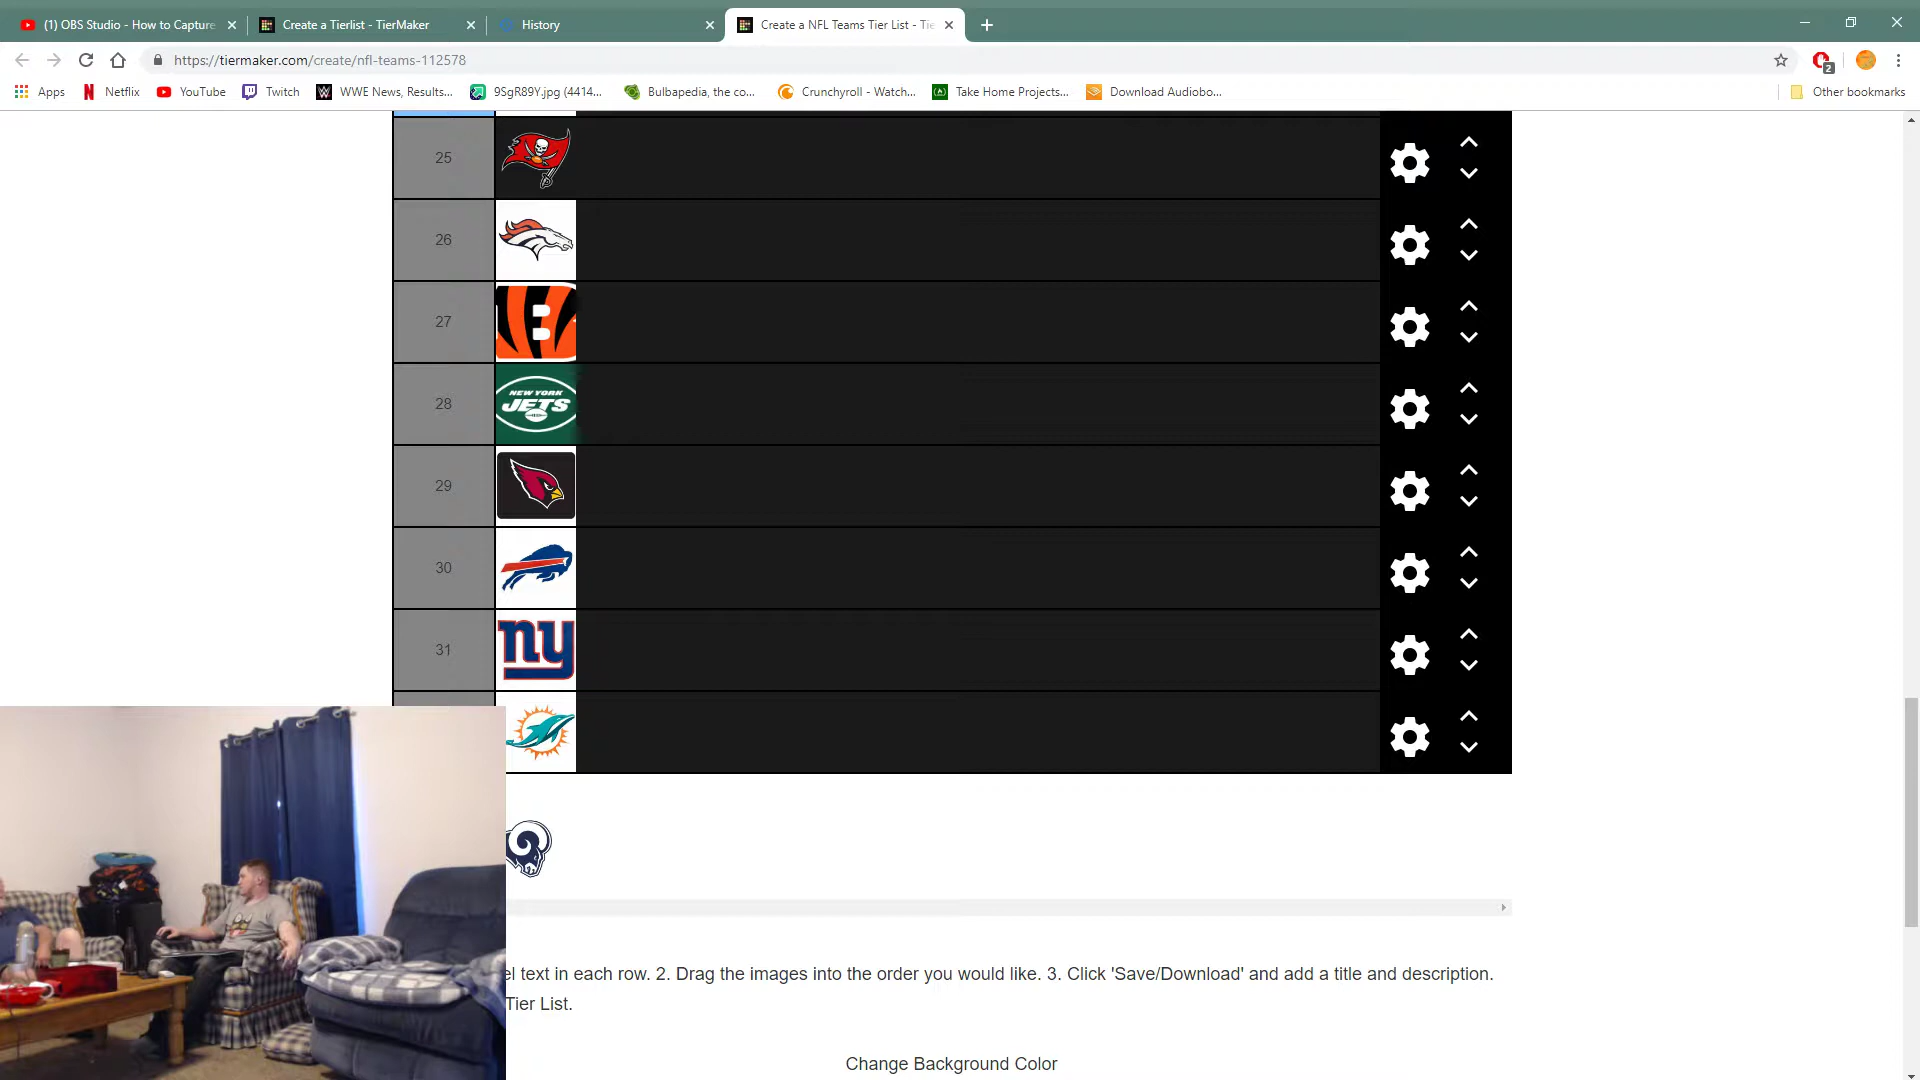 (1) OBS Studio - How to Capture
Create a Tierlist - TierMaker
History
Create a NFL Teams Tier List - Tie
https://tiermaker.com/create/nfl-teams-112578
2
Apps
Netflix
YouTube
Twitch
WWE News, Results...
9SgR89Y.jpg (4414...
Bulbapedia, the co...
Crunchyroll - Watch...
Take Home Projects...
Download Audiobo...
Other bookmarks
25
26
27
28
NEW YORK
JETS
29
30
31
ny
el text in each row. 2. Drag the images into the order you would like. 3. Click 'Save/Download' and add a title and description.
Tier List.
Change Background Color